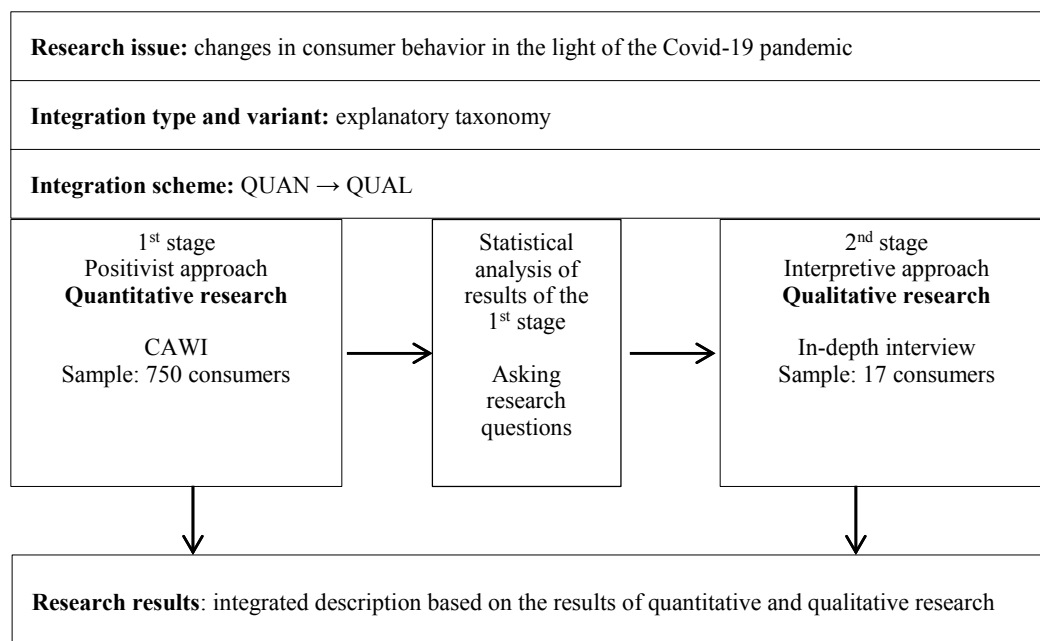 Research issue: changes in consumer behavior in the light of the Covid-19 pandemic
Integration type and variant: explanatory taxonomy
Integration scheme: QUAN → QUAL
1st stage
Positivist approach
Quantitative research
CAWI
Sample: 750 consumers
Statistical
analysis of
results of the
1st stage
Asking
research
questions
2nd stage
Interpretive approach
Qualitative research
In-depth interview
Sample: 17 consumers
Research results: integrated description based on the results of quantitative and qualitative research